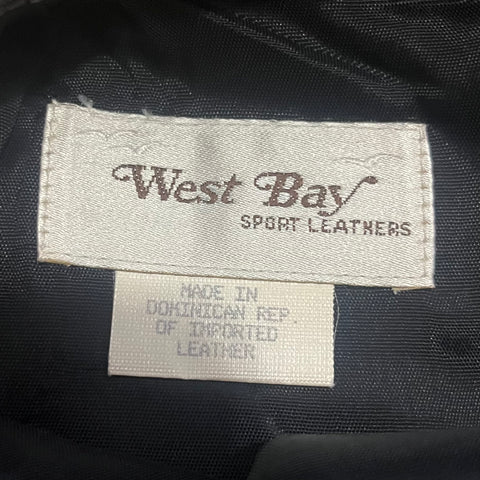 West Bay
SPORT LEATHERS
MADE IN
DOMINICAN REP.
OF IMPORTED
LEATHER